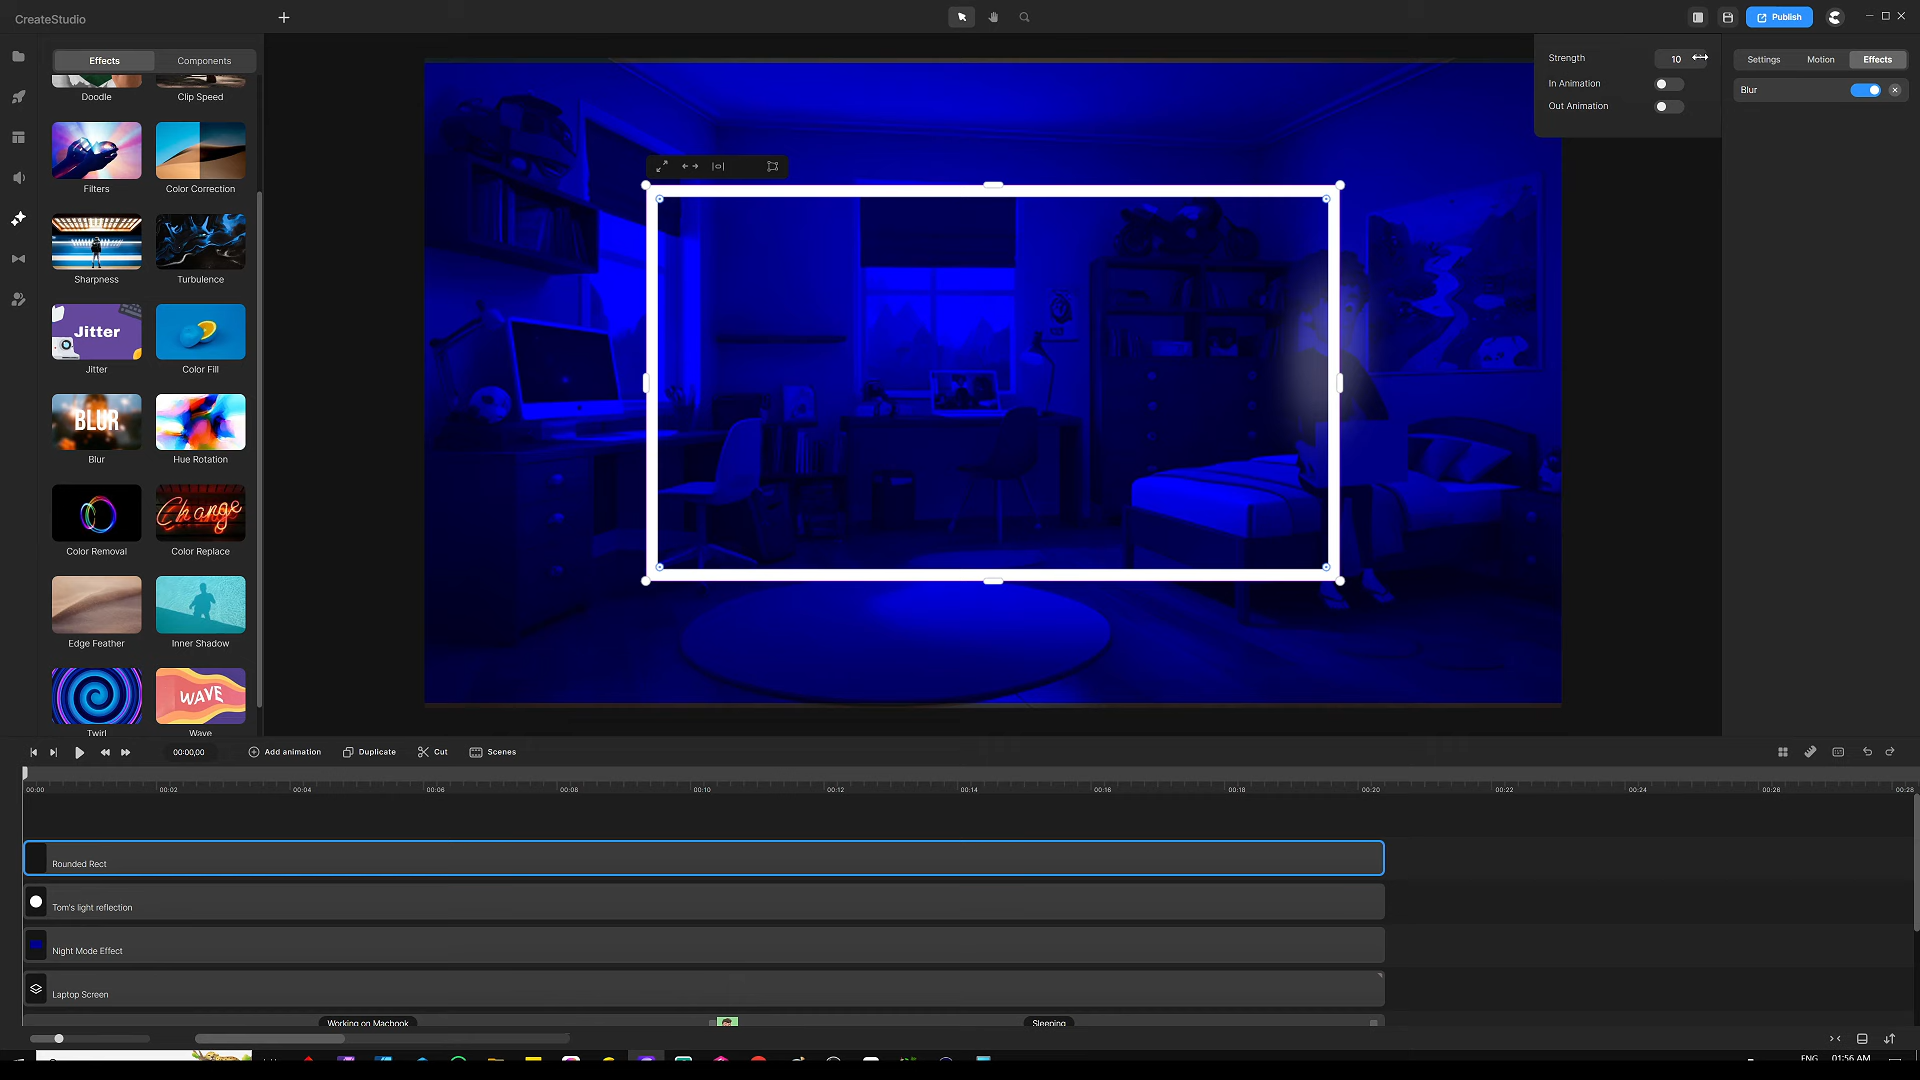 CreateStudio
Publish
Effects
Components
Doodle
Clip Speed
Filters
Color Correction
Sharpness
Turbulence
Jitter
Jitter
Color Fill
BLUR
Blur
Hue Rotation
Change
Color Removal
Color Replace
Edge Feather
Inner Shadow
WAVE
Twirl
Wave
Strength
10
In Animation
Out Animation
Settings
Motion
Effects
Blur
00:00,00
Add animation
Duplicate
Cut
Scenes
00:00
00:02
00:04
00:06
00:08
00:10
00:12
00:14
00:16
00:18
00:20
00:22
00:24
00:26
00:28
Rounded Rect
Tom's light reflection
Night Mode Effect
Laptop Screen
Working on Macbook
Sleeping
ENG
01:56 AM